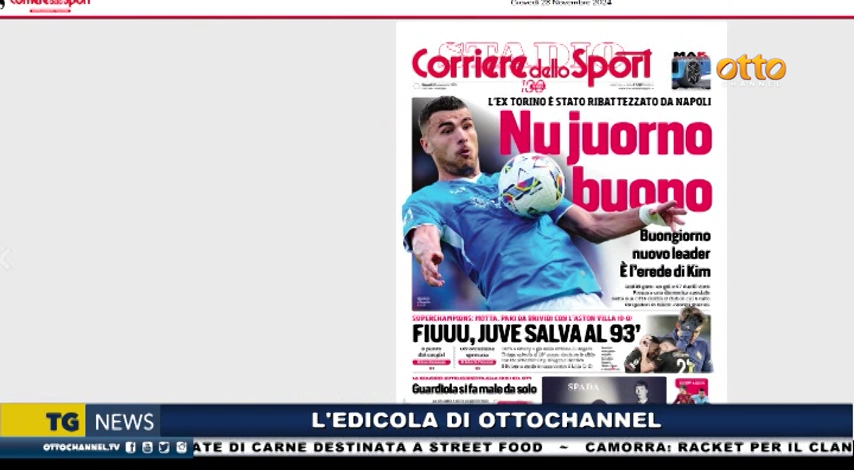 Corriere dello Sport
Giovedì 28 Novembre 2024
STADIO
Corriere dello Sport
otto
CHANNEL
L'EX TORINO È STATO RIBATTEZZATO DA NAPOLI
Nu juorno
buono
Buongiorno
nuovo leader
È l'erede di Kim
SUPERCHAMPIONS: MOTTA, PARI DA BRIVIDI CON L'ASTON VILLA (0-0)
FIUUU, JUVE SALVA AL 93'
Guardiola si fa male da solo
SPADA
TG NEWS
L'EDICOLA DI OTTOCHANNEL
OTTOCHANNEL.TV
ATE DI CARNE DESTINATA A STREET FOOD ~ CAMORRA: RACKET PER IL CLAN